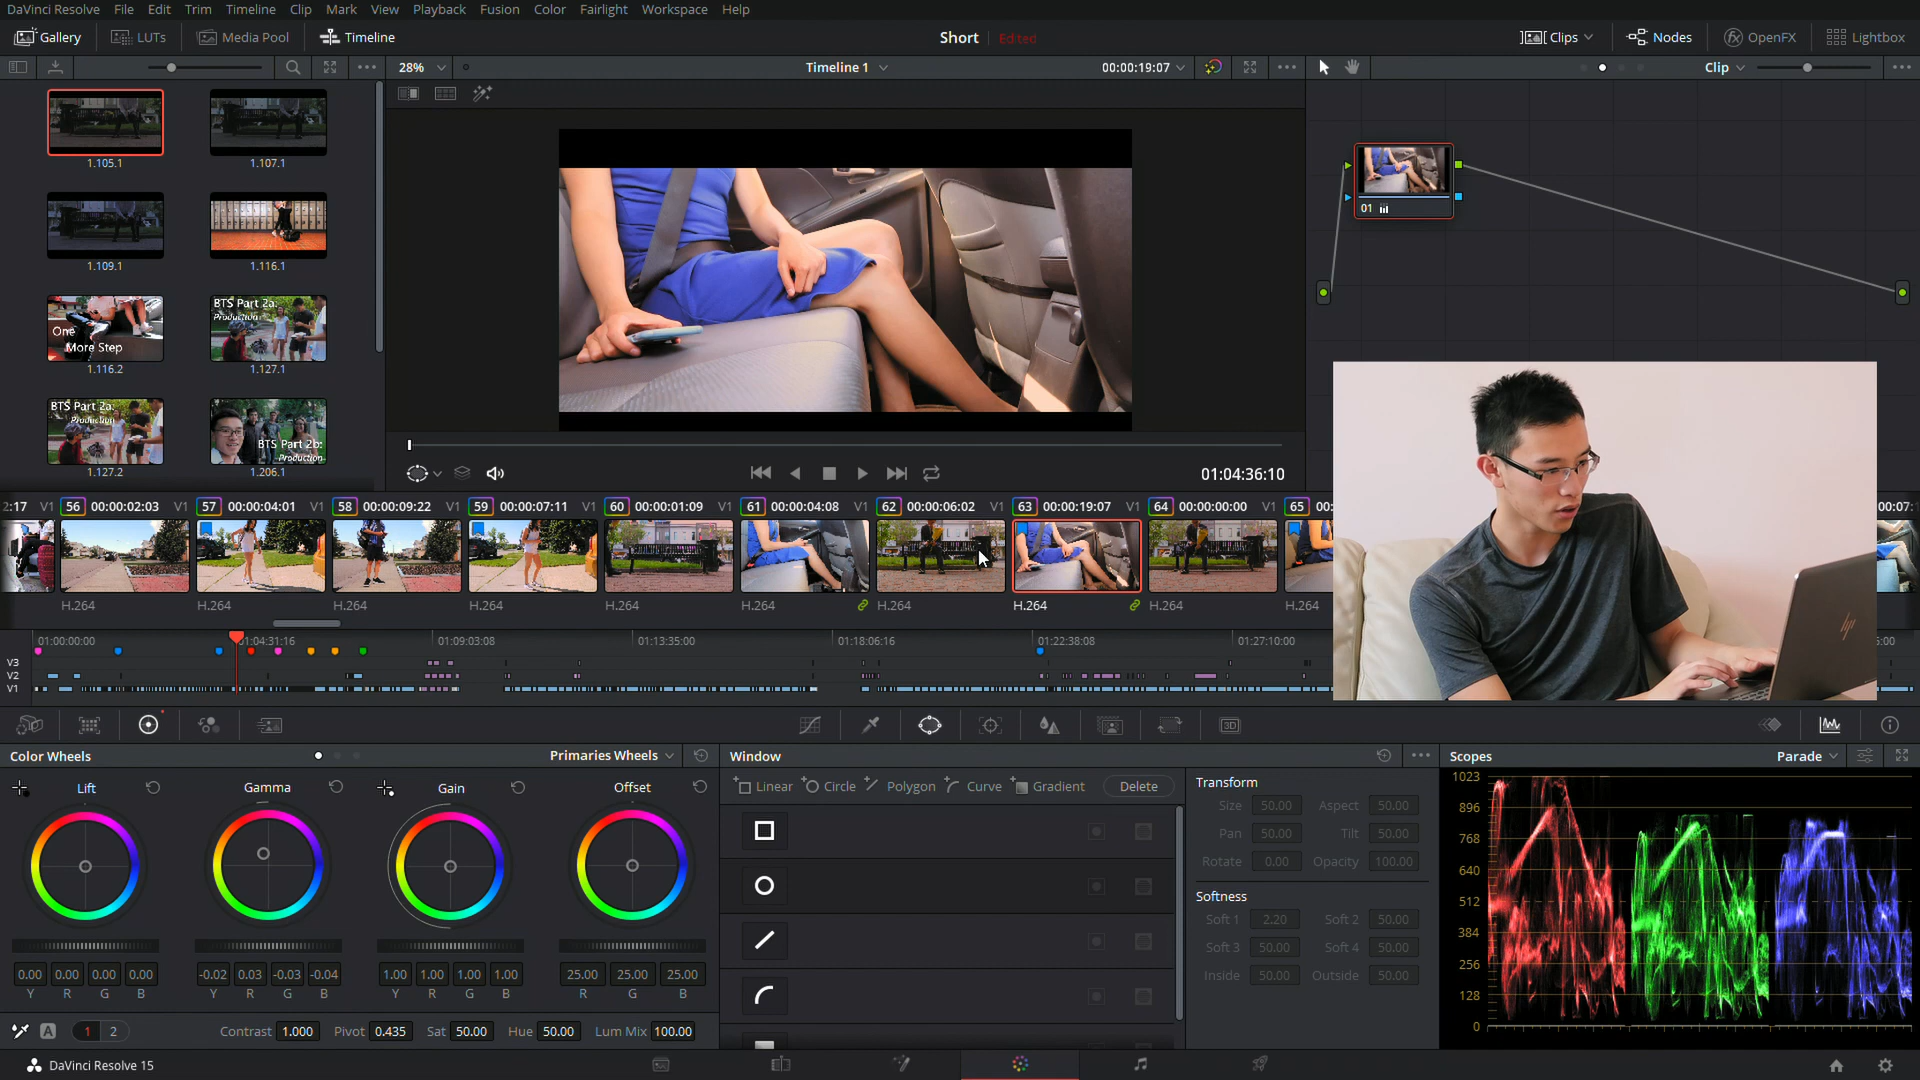 DaVinci Resolve File Edit Trim Timeline Clip Mark View Playback Fusion Color Fairlight Workspace Help
Gallery LUTs Media Pool Timeline Short Edited Clips Nodes OpenFX Lightbox
28% Timeline 1 00:00:19:07 Clip
1.105.1 1.107.1
1.109.1 1.116.1
One
More Step
BTS Part 2a:
Production
1.116.2 1.127.1
BTS Part 2a:
Production
BTS Part 2b:
Production
1.127.2 1.206.1
01
01:04:36:10
2:17 V1 56 00:00:02:03 V1 57 00:00:04:01 V1 58 00:00:09:22 V1 59 00:00:07:11 V1 60 00:00:01:09 V1 61 00:00:04:08 V1 62 00:00:06:02 V1 63 00:00:19:07 V1 64 00:00:00:00 V1 65 00: 00:07:
H.264 H.264 H.264 H.264 H.264 H.264 H.264 H.264 H.264 H.264
hp
01:00:00:00 01:04:31:16 01:09:03:08 01:13:35:00 01:18:06:16 01:22:38:08 01:27:10:00 5:00
V3
V2
V1
3D
Color Wheels Primaries Wheels Window Scopes Parade
Lift Gamma Gain Offset
Linear Circle Polygon Curve Gradient Delete
Transform
Size 50.00 Aspect 50.00
Pan 50.00 Tilt 50.00
Rotate 0.00 Opacity 100.00
Softness
Soft 1 2.20 Soft 2 50.00
Soft 3 50.00 Soft 4 50.00
Inside 50.00 Outside 50.00
1023
896
768
640
512
384
256
128
0
0.00 0.00 0.00 0.00 -0.02 0.03 -0.03 -0.04 1.00 1.00 1.00 1.00 25.00 25.00 25.00
Y R G B Y R G B Y R G B R G B
A 1 2 Contrast 1.000 Pivot 0.435 Sat 50.00 Hue 50.00 Lum Mix 100.00
DaVinci Resolve 15